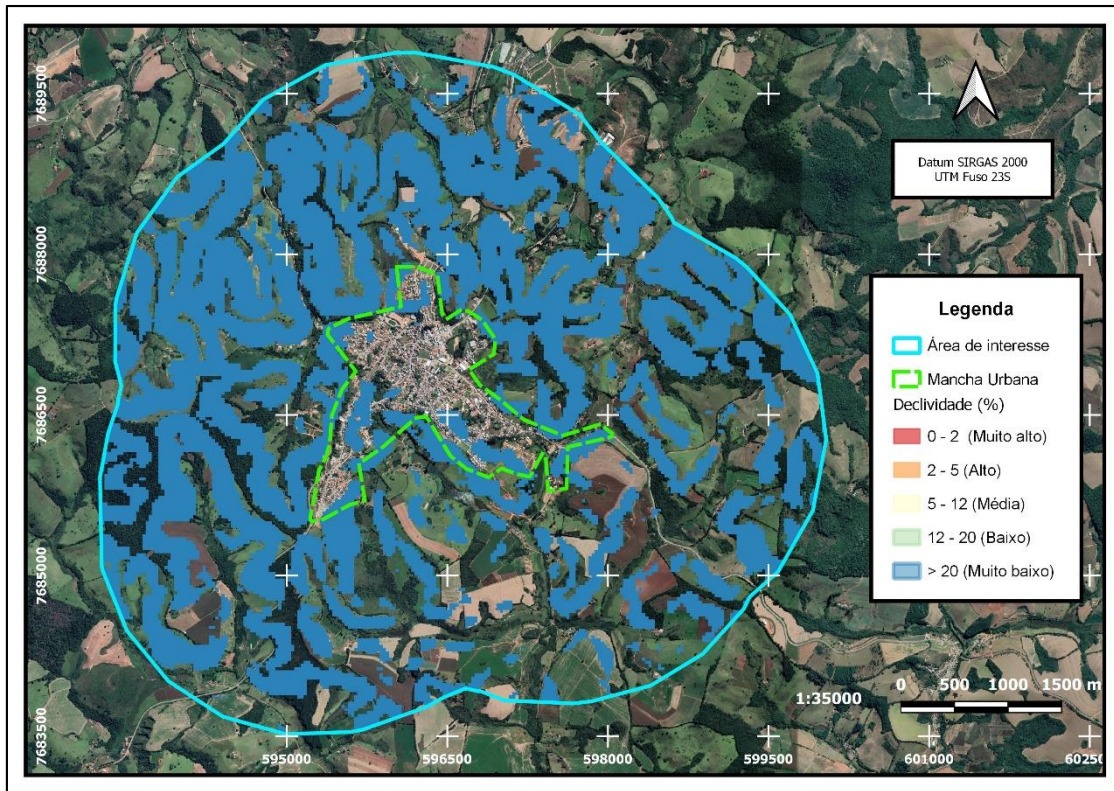 Datum SIRGAS 2000
UTM Fuso 23S
Legenda
Área de interesse
Mancha Urbana
Declividade (%)
0 - 2 (Muito alto)
2 - 5 (Alto)
5 - 12 (Média)
12 - 20 (Baixo)
> 20 (Muito baixo)
1:35000
0 500 1000 1500 m
7689500
7688000
7686500
7685000
7683500
595000 596500 598000 599500 601000 60250